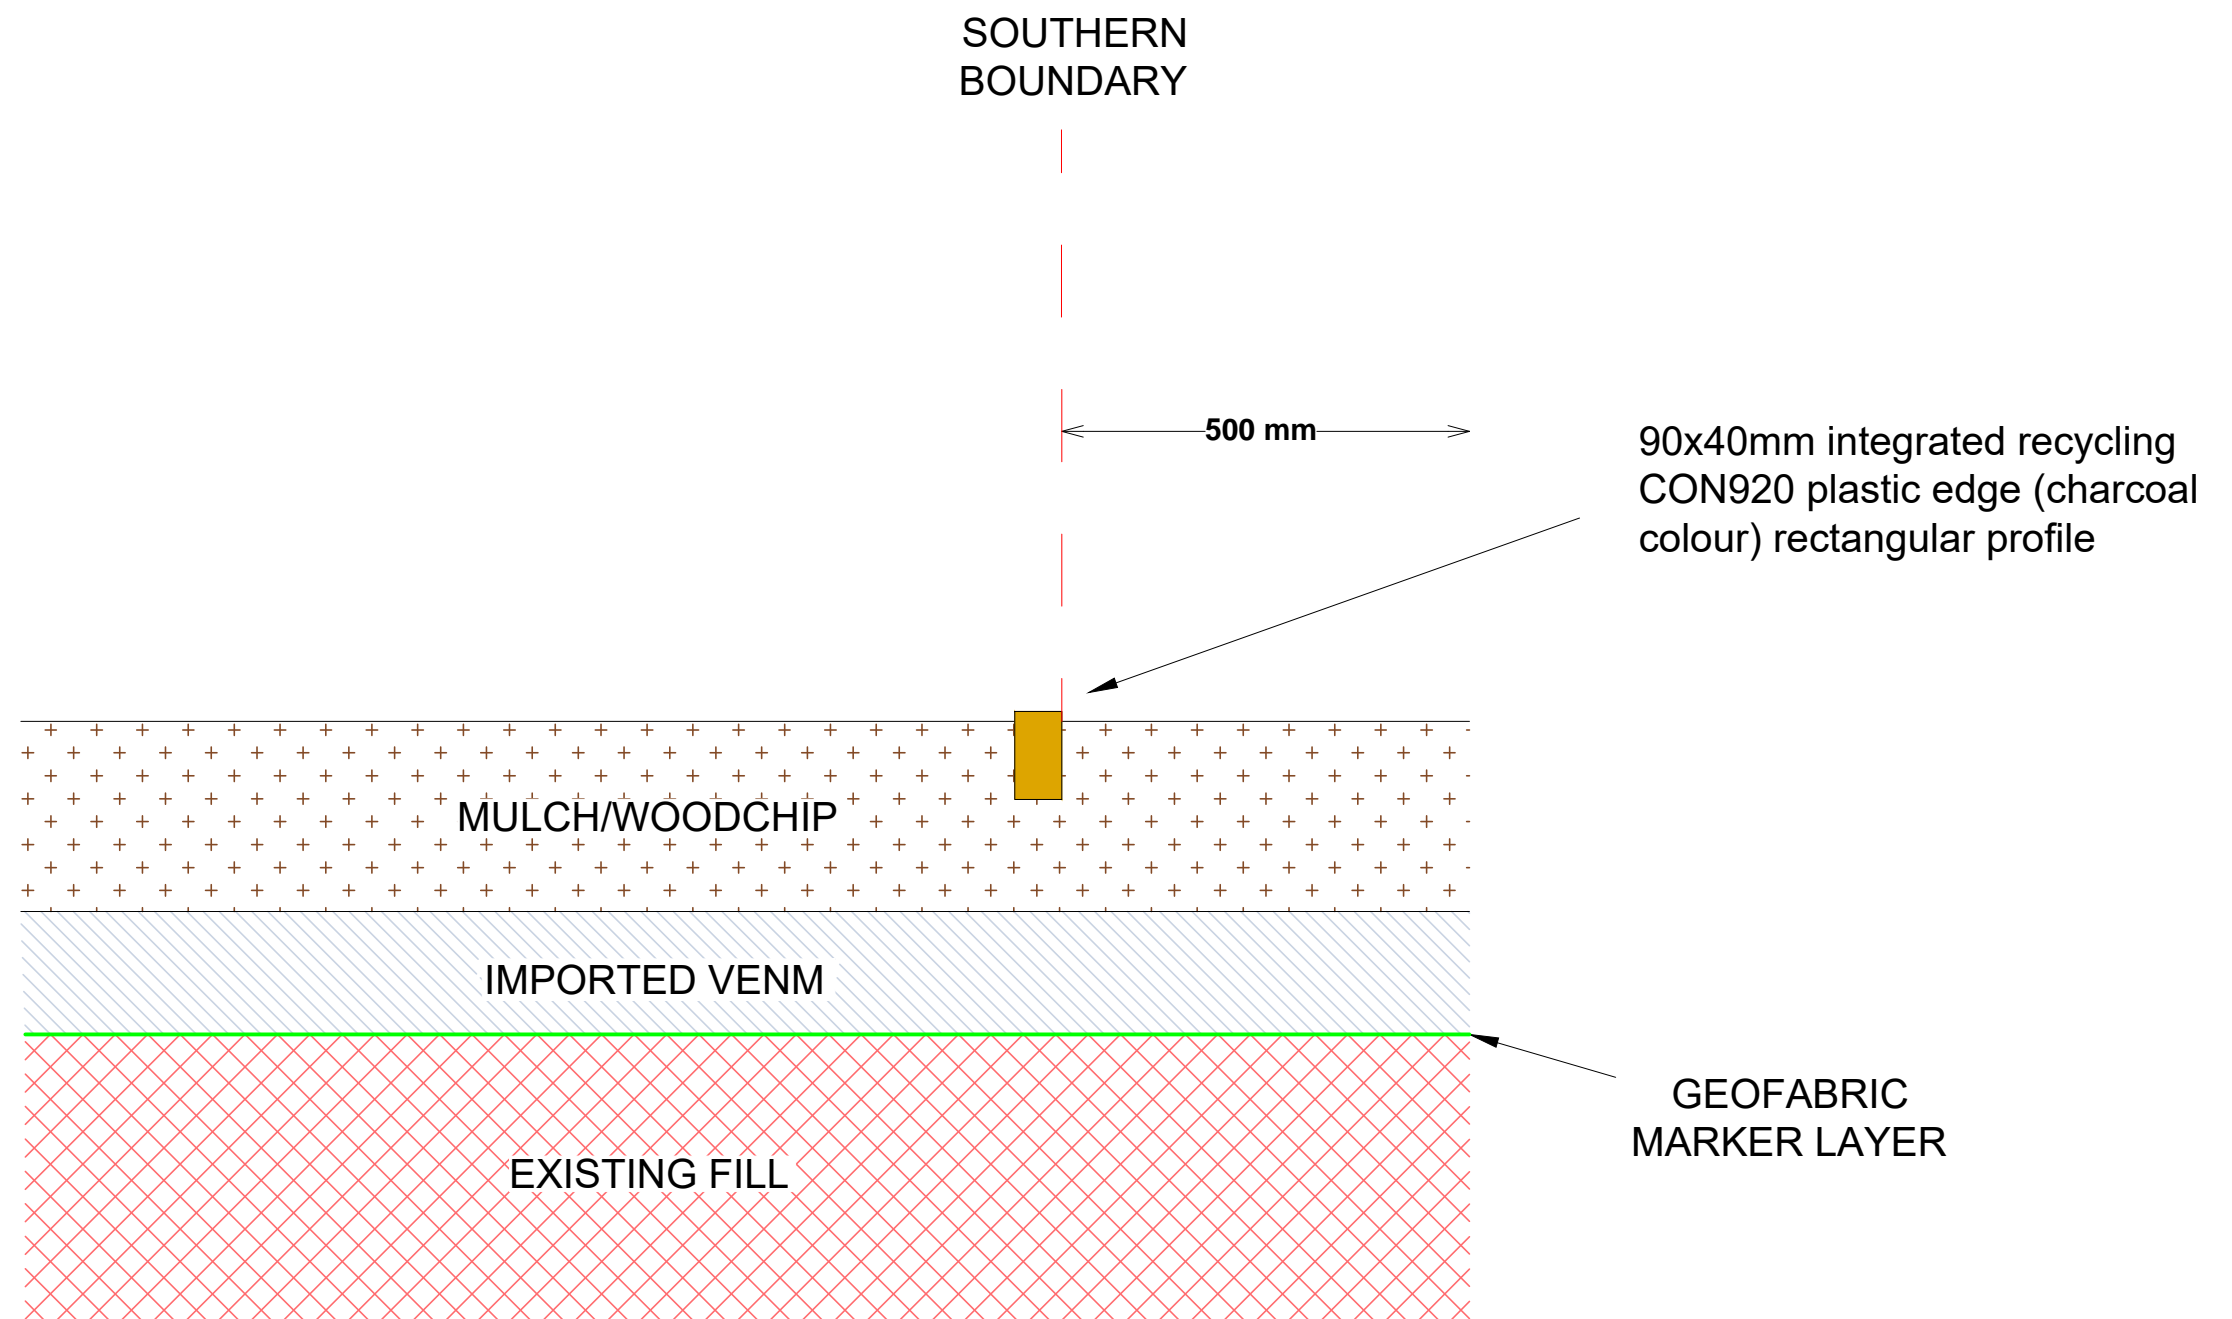 SOUTHERN
BOUNDARY
500 mm
90x40mm integrated recycling
CON920 plastic edge (charcoal
colour) rectangular profile
MULCH/WOODCHIP
IMPORTED VENM
GEOFABRIC
MARKER LAYER
EXISTING FILL